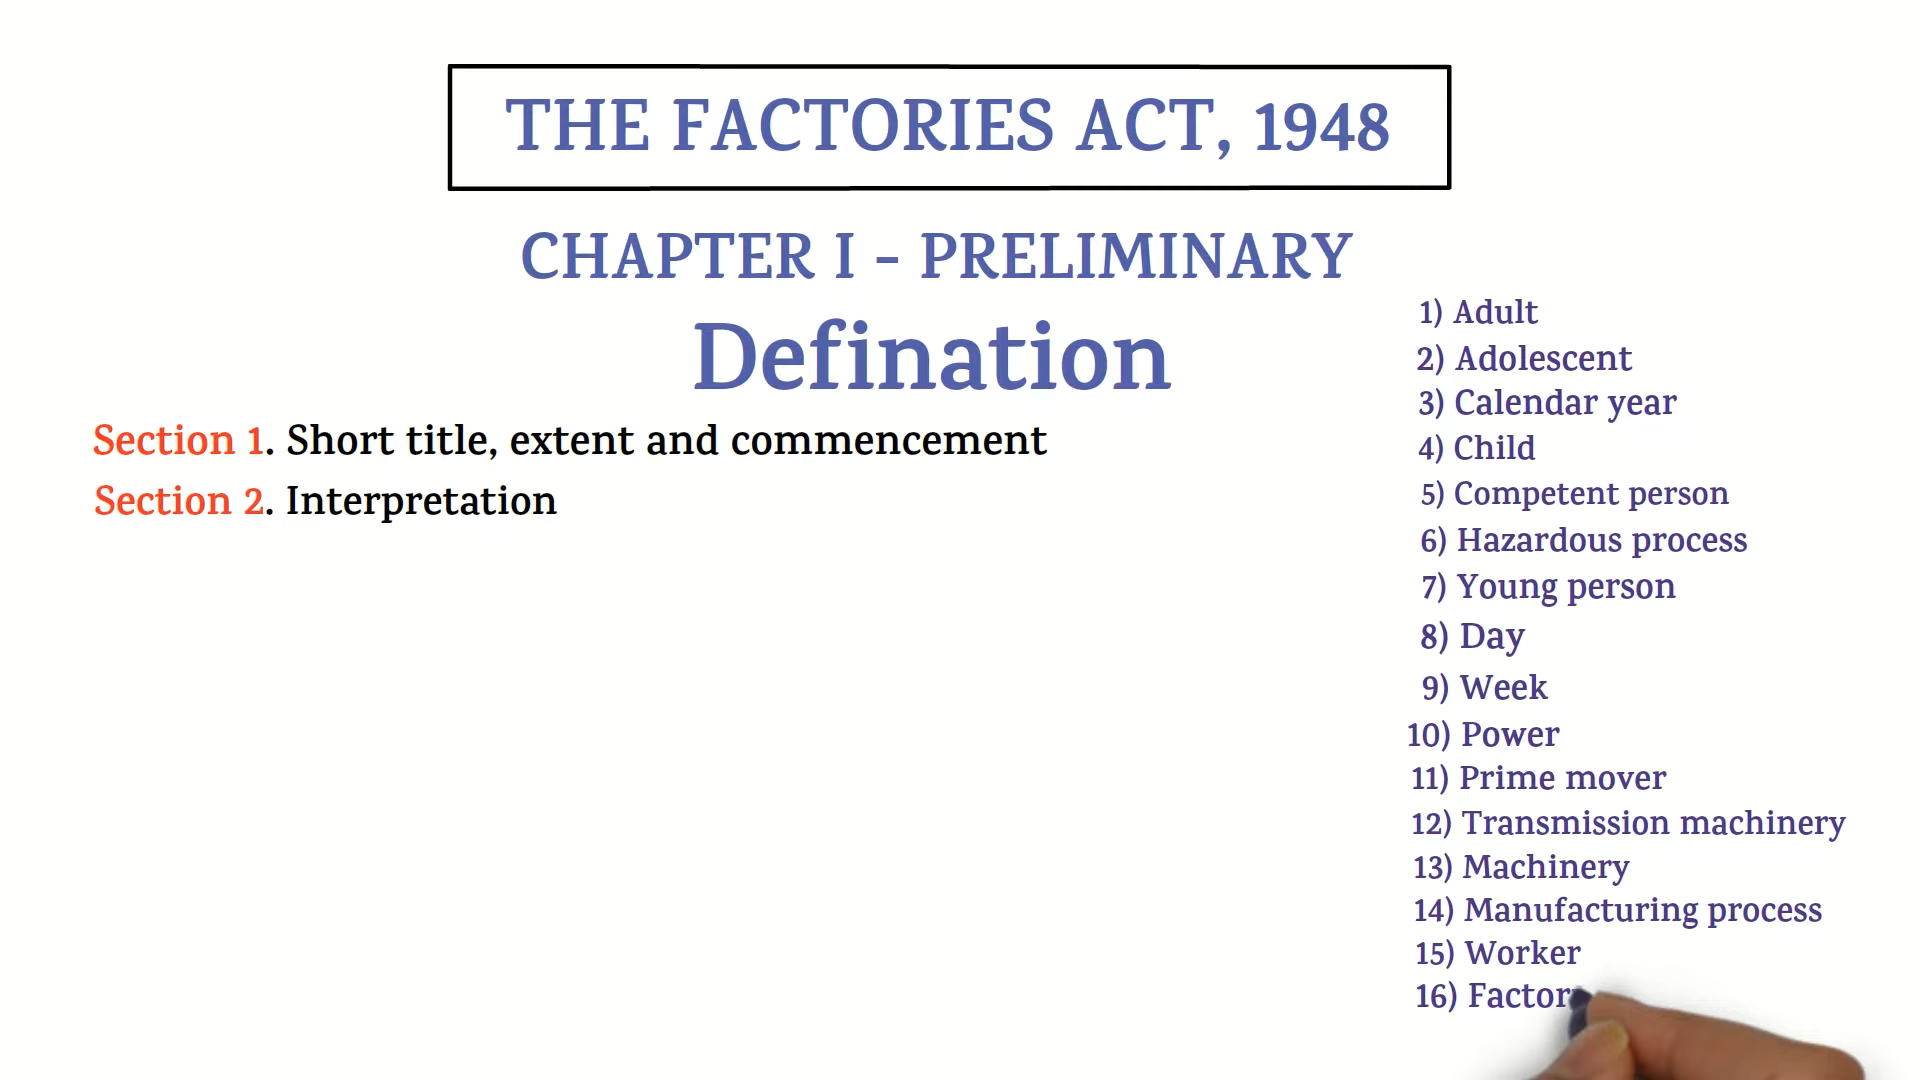 THE FACTORIES ACT, 1948
CHAPTER I - PRELIMINARY
Defination
Section 1. Short title, extent and commencement
Section 2. Interpretation
1) Adult
2) Adolescent
3) Calendar year
4) Child
5) Competent person
6) Hazardous process
7) Young person
8) Day
9) Week
10) Power
11) Prime mover
12) Transmission machinery
13) Machinery
14) Manufacturing process
15) Worker
16) Factor